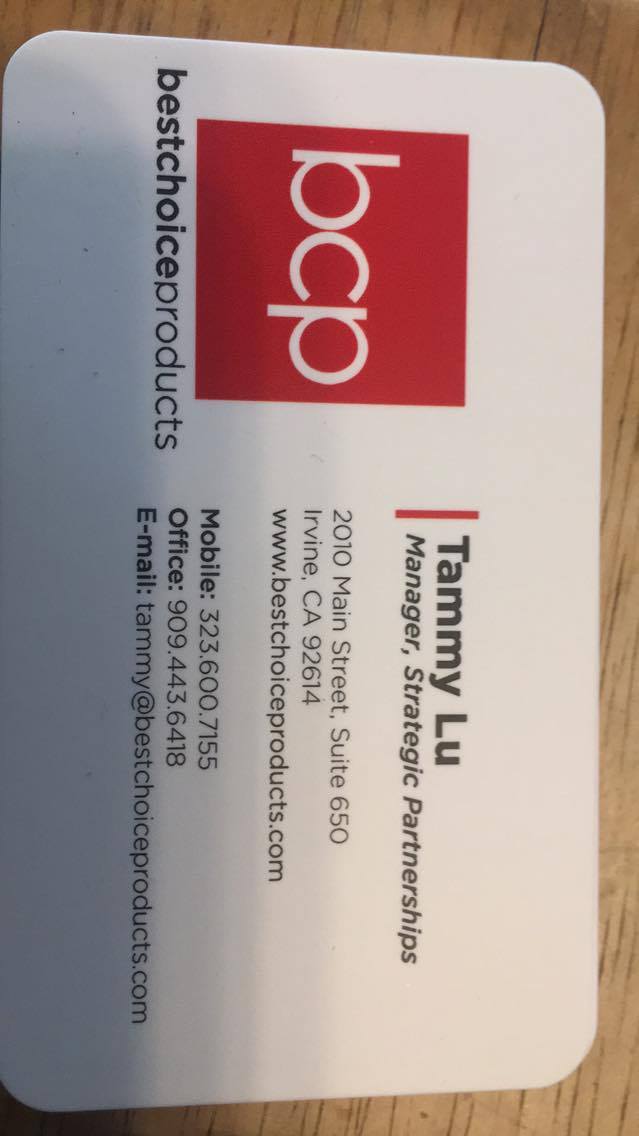 bcp
bestchoiceproducts
Tammy Lu
Manager, Strategic Partnerships
2010 Main Street, Suite 650
Irvine, CA 92614
www.bestchoiceproducts.com
Mobile: 323.600.7155
Office: 909.443.6418
E-mail: tammy@bestchoiceproducts.com